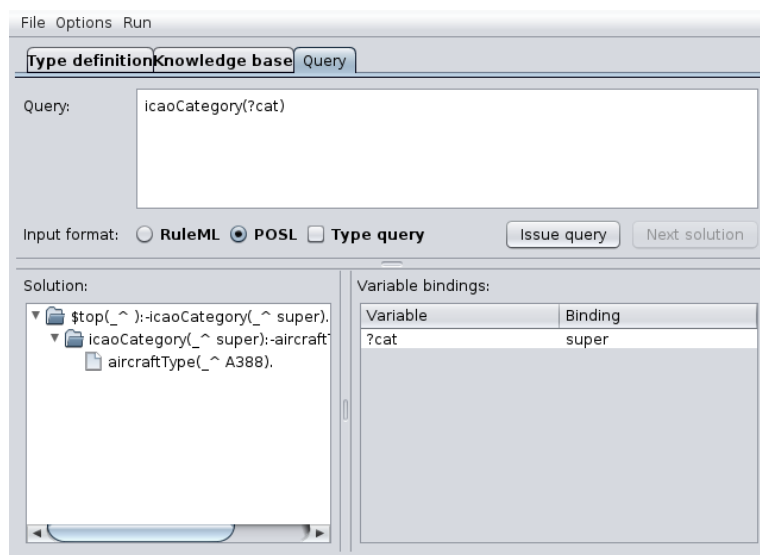 File Options Run
Type definition Knowledge base Query
Query: icaoCategory(?cat)
Input format: RuleML POSL Type query Issue query Next solution
Solution: Variable bindings:
$top(_^ ):-icaoCategory(_^ super). Variable Binding
icaoCategory(_^ super):-aircraftT ?cat super
aircraftType(_^ A388).